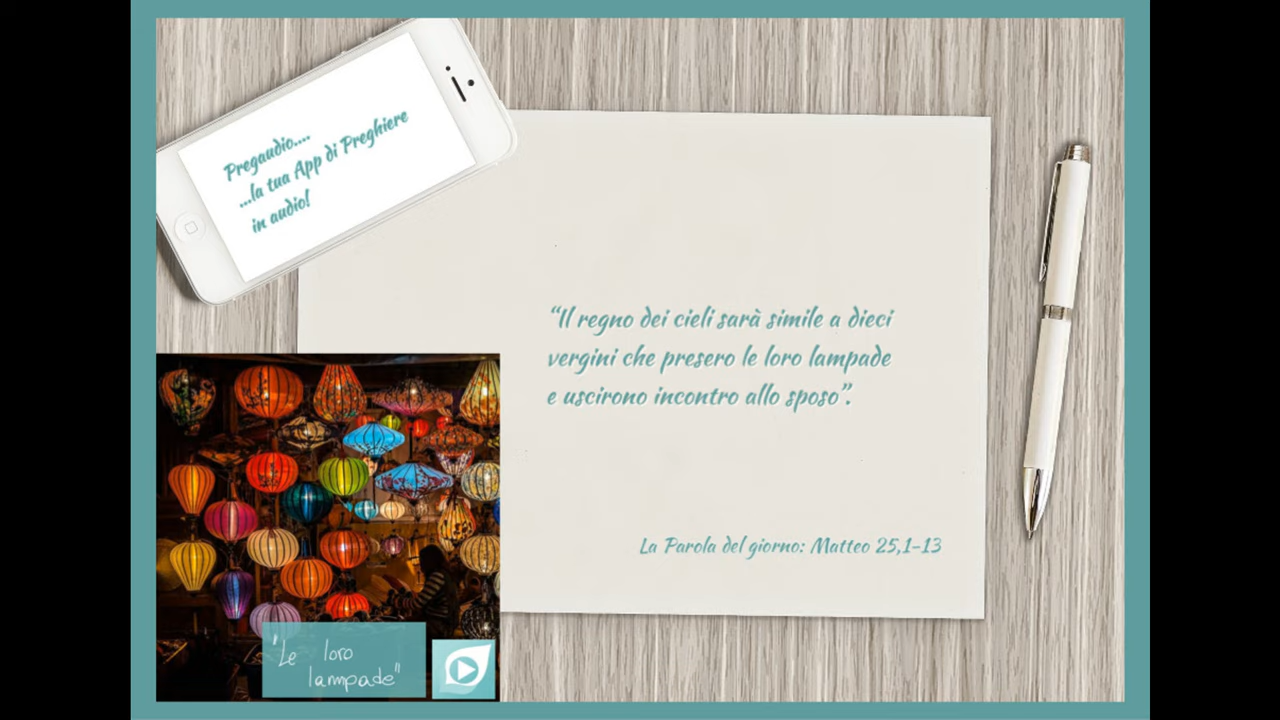 Pregaudio....
...la tua App di Preghiere
in audio!
“Il regno dei cieli sarà simile a dieci
vergini che presero le loro lampade
e uscirono incontro allo sposo”.
La Parola del giorno: Matteo 25,1-13
"Le loro
lampade"